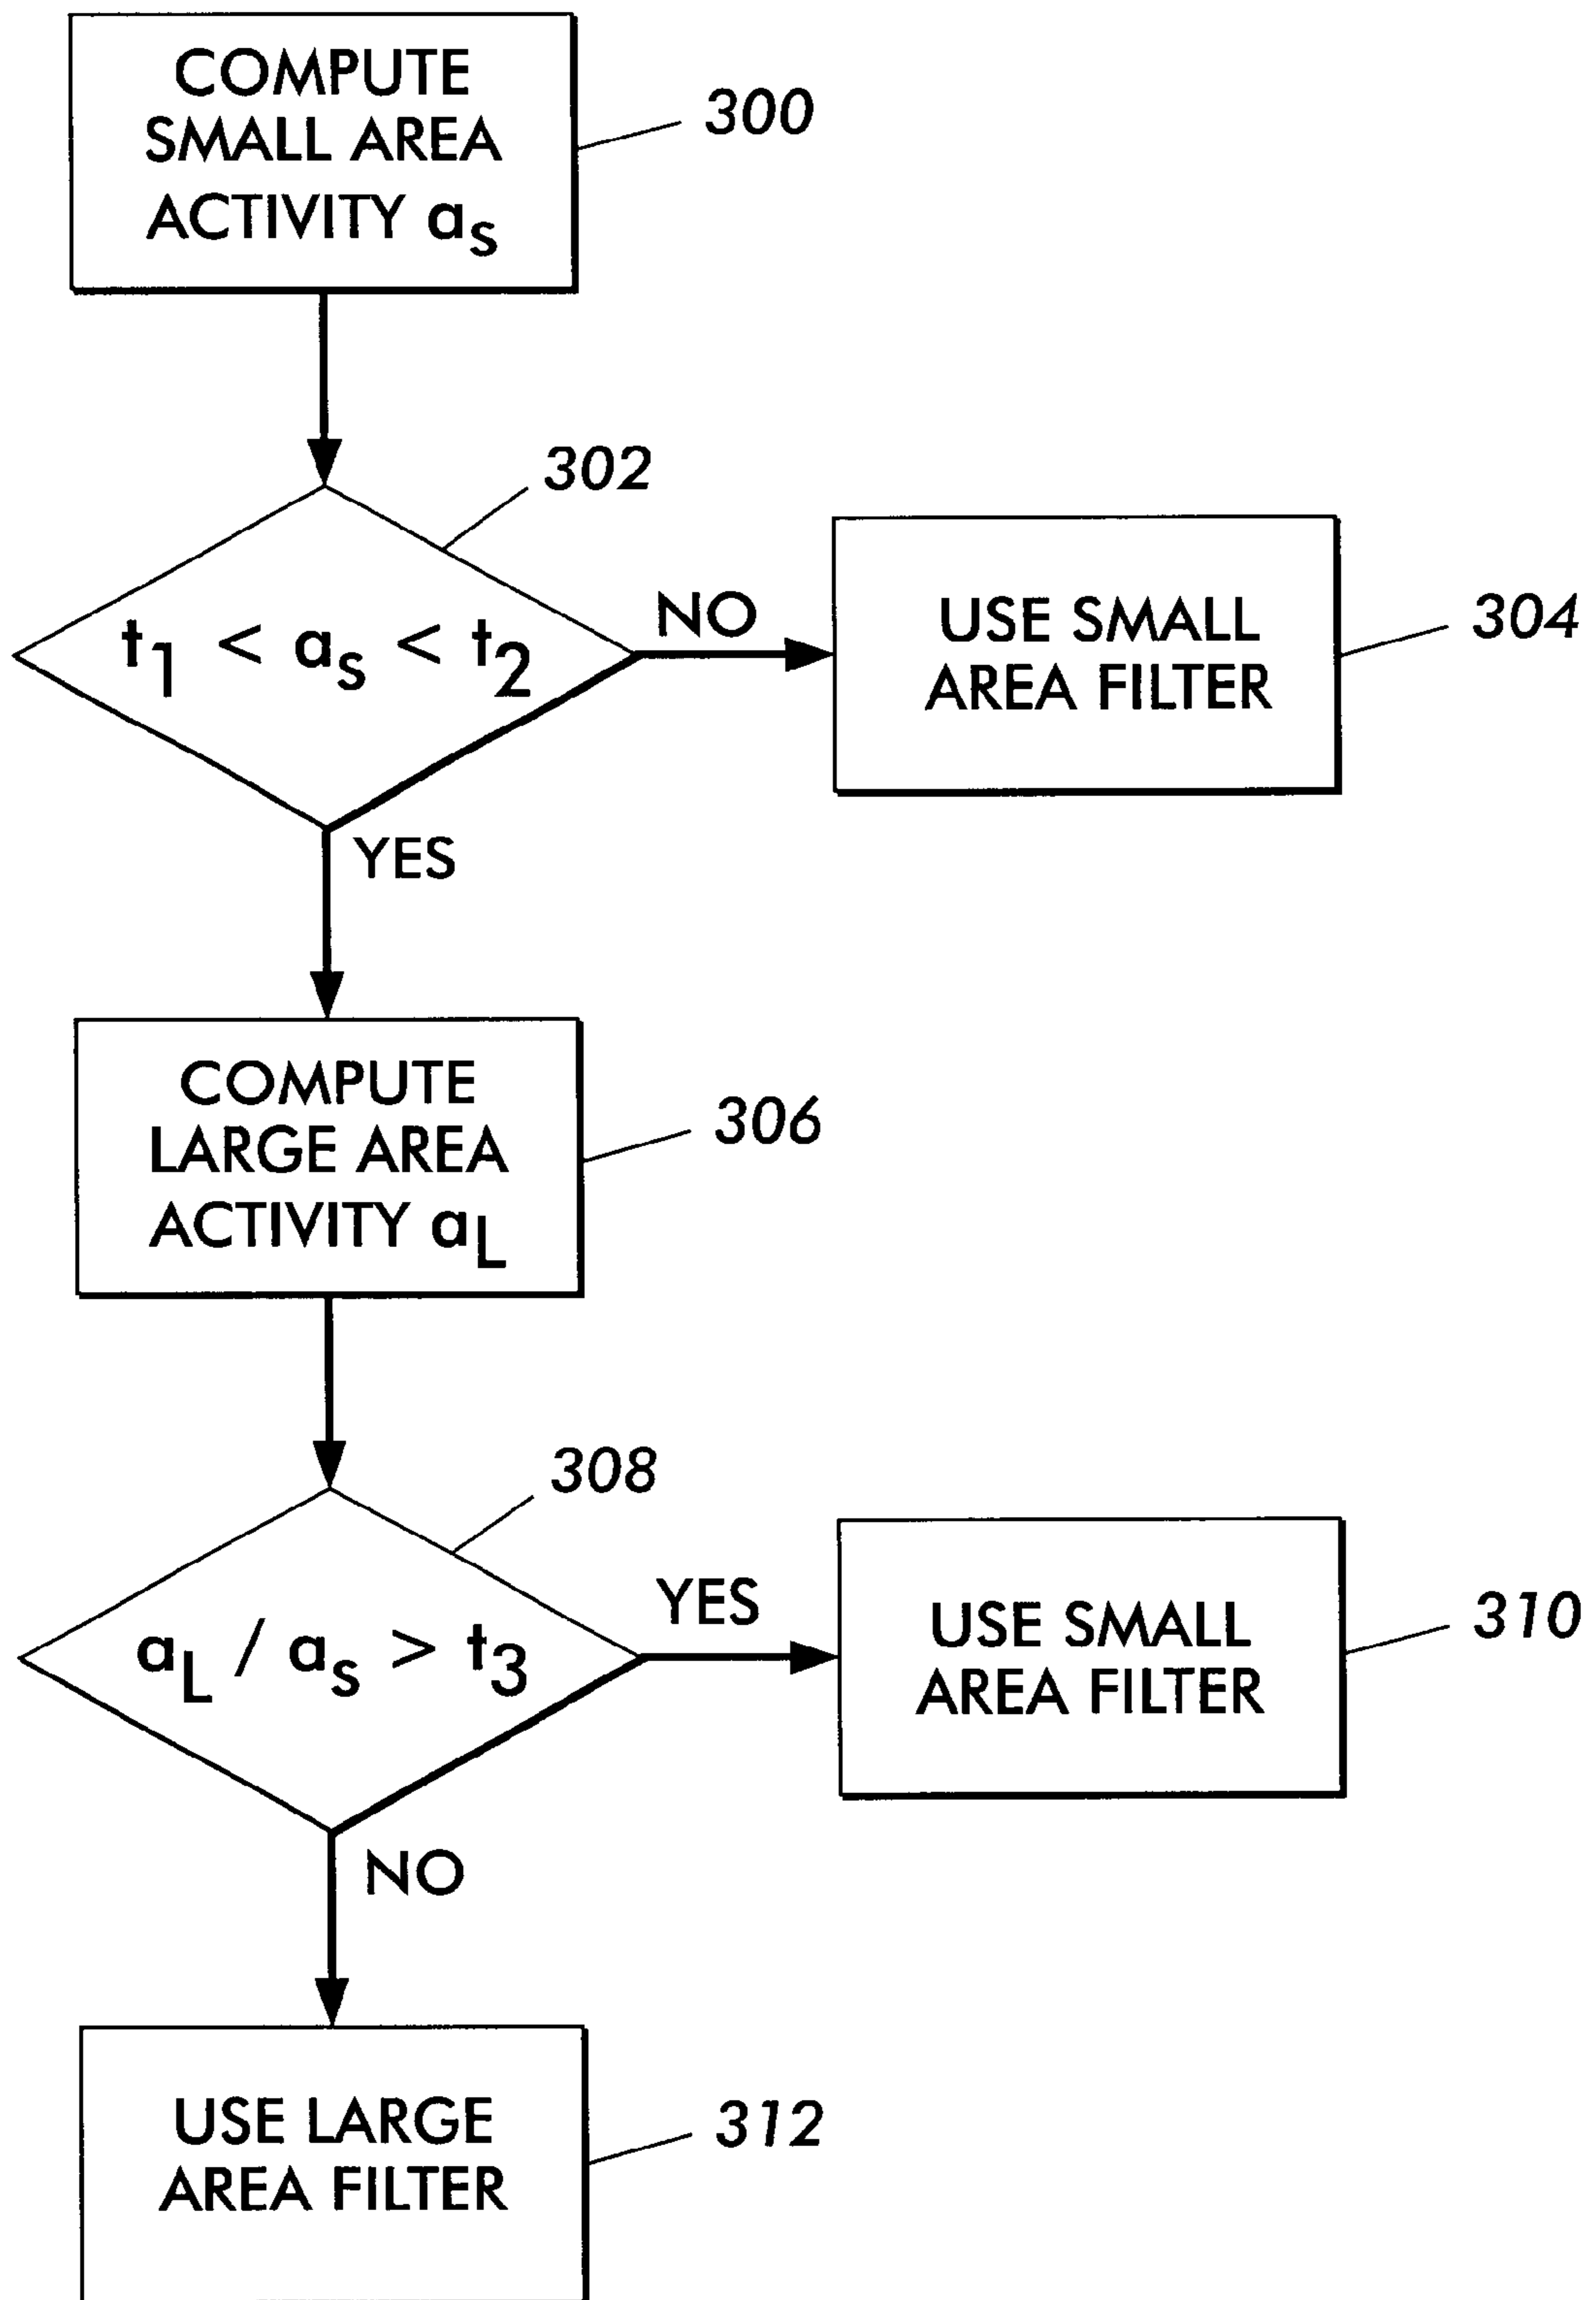 COMPUTE
SMALL AREA
ACTIVITY as
300
302
t1 < as < t2
NO
USE SMALL
AREA FILTER
304
YES
COMPUTE
LARGE AREA
ACTIVITY aL
306
308
aL / as > t3
YES
USE SMALL
AREA FILTER
310
NO
USE LARGE
AREA FILTER
312